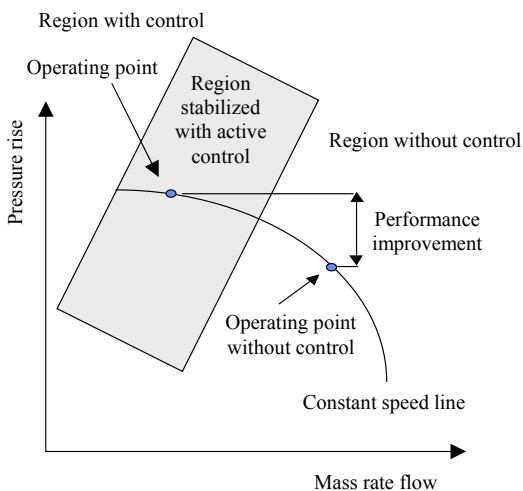 Region with control
Operating point
Region
stabilized
with active
control
Region without control
Pressure rise
Performance
improvement
Operating point
without control
Constant speed line
Mass rate flow